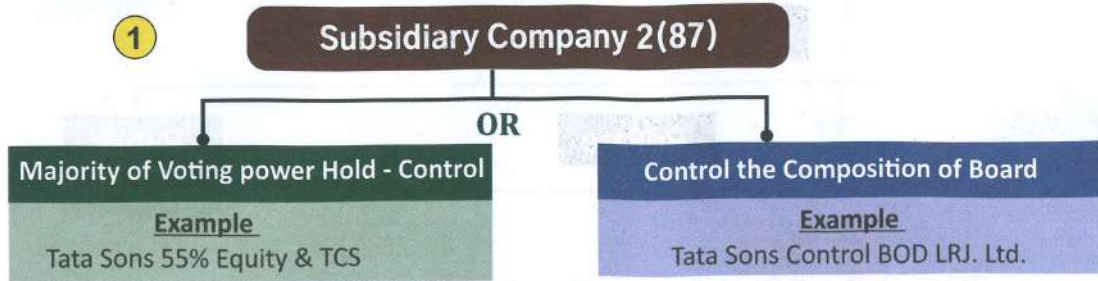 1
Subsidiary Company 2(87)
OR
Majority of Voting power Hold - Control
Example
Tata Sons 55% Equity & TCS
Control the Composition of Board
Example
Tata Sons Control BOD LRJ. Ltd.